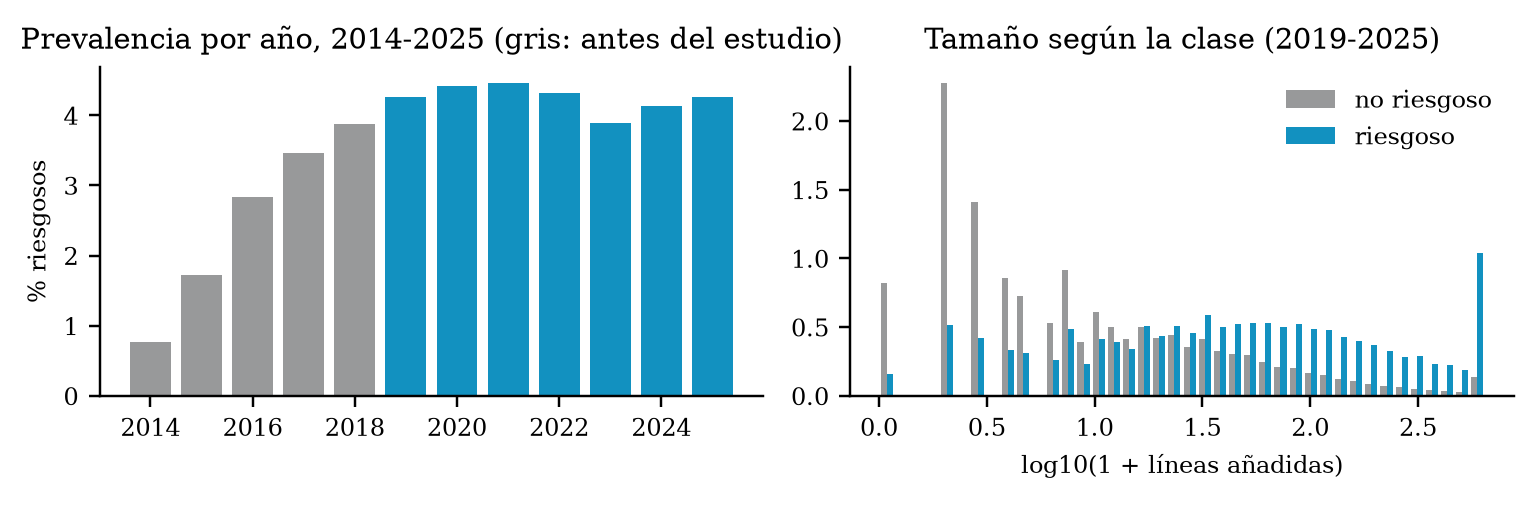 Prevalencia por año, 2014-2025 (gris: antes del estudio)
% riesgosos
4
3
2
1
0
2014 2016 2018 2020 2022 2024
Tamaño según la clase (2019-2025)
no riesgoso
riesgoso
2.0
1.5
1.0
0.5
0.0
0.0 0.5 1.0 1.5 2.0 2.5
log10(1 + líneas añadidas)